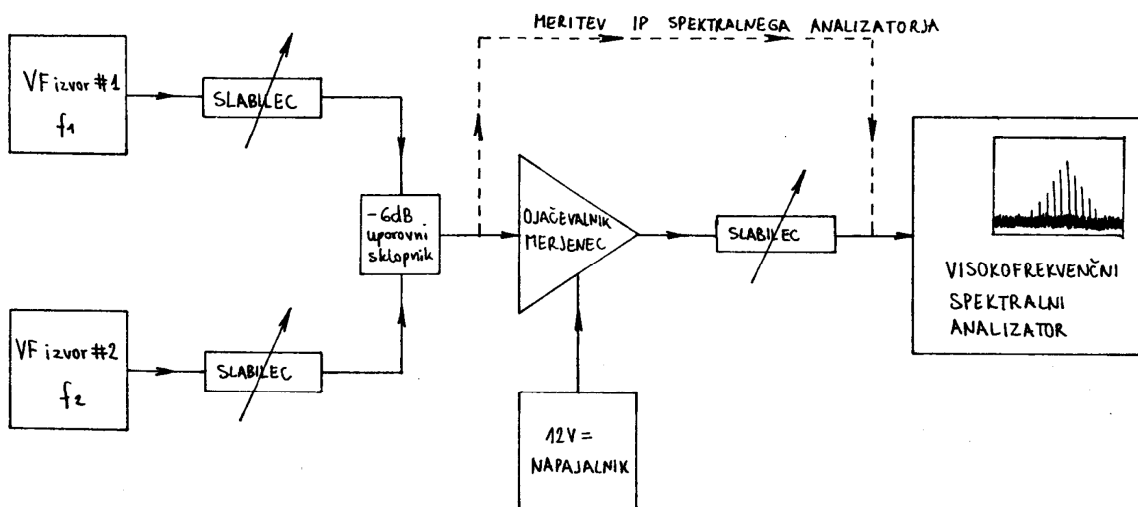 MERITEV IP SPEKTRALNEGA ANALIZATORJA
VF izvor #1
f1
SLABILEC
-6dB
uporovni
sklopnik
OJAČEVALNIK
MERJENEC
SLABILEC
VISOKOFREKVENČNI
SPEKTRALNI
ANALIZATOR
VF izvor #2
f2
SLABILEC
12V=
NAPAJALNIK